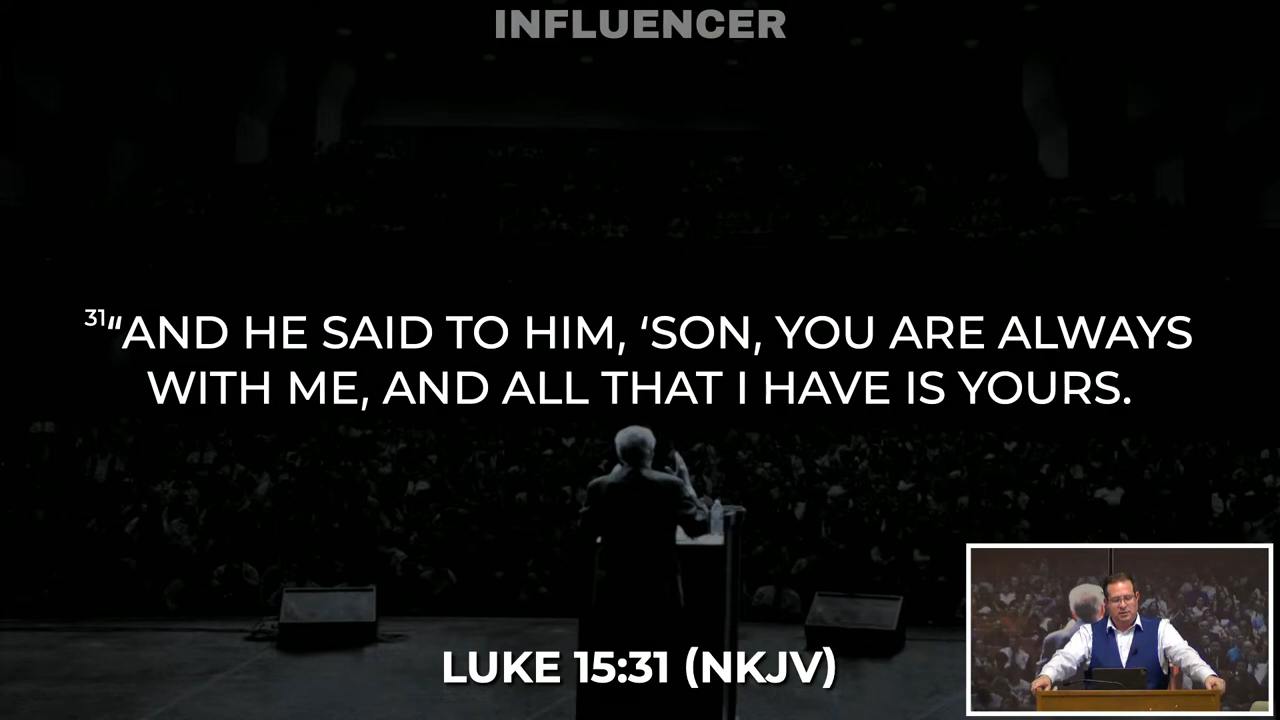 INFLUENCER
31“AND HE SAID TO HIM, ‘SON, YOU ARE ALWAYS
WITH ME, AND ALL THAT I HAVE IS YOURS.
LUKE 15:31 (NKJV)